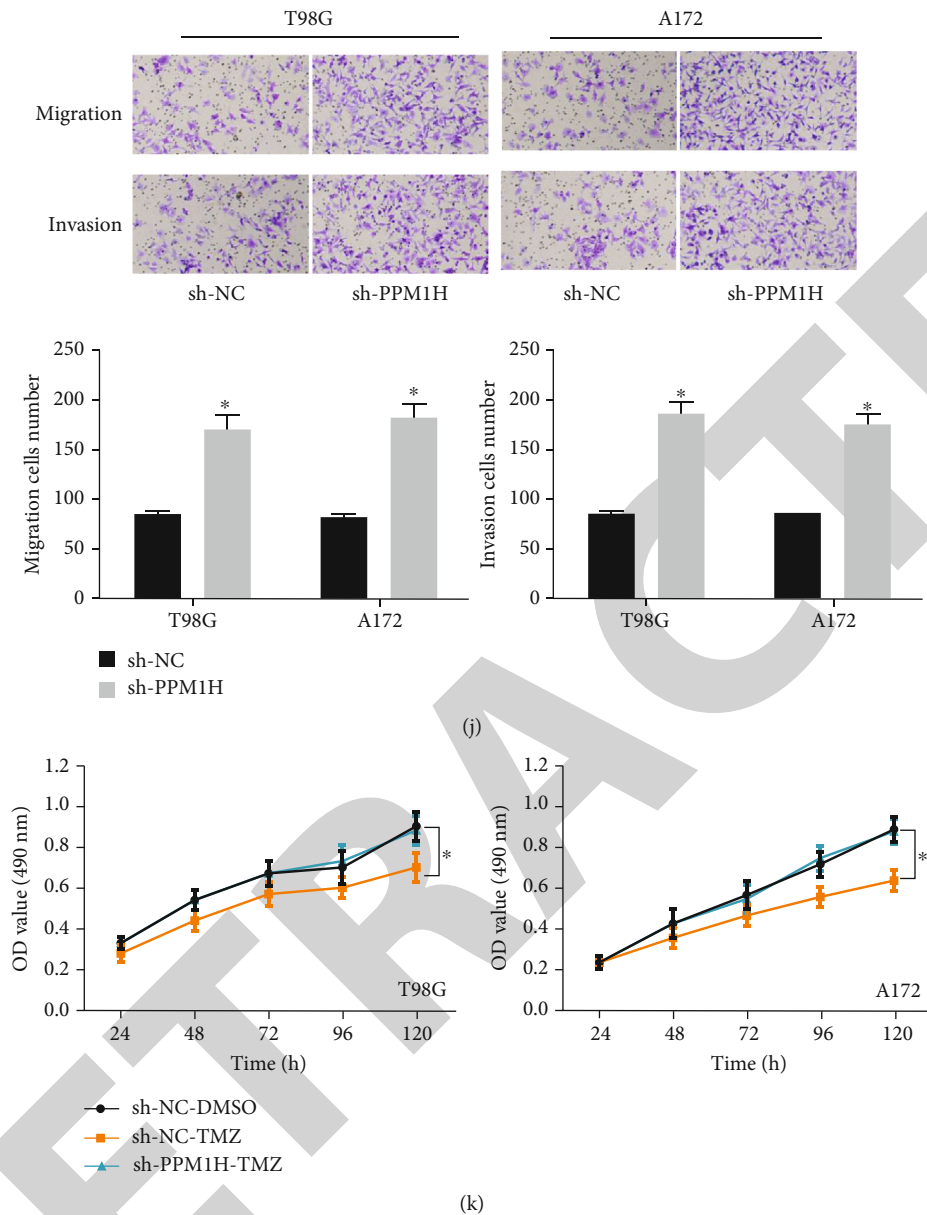 T98G A172
Migration
Invasion
sh-NC sh-PPM1H sh-NC sh-PPM1H
Migration cells number
250
200
150
100
50
0
* *
T98G A172
Invasion cells number
250
200
150
100
50
0
* *
T98G A172
sh-NC
sh-PPM1H
(j)
OD value (490 nm)
1.2
1.0
0.8
0.6
0.4
0.2
0.0
*
T98G
24 48 72 96 120
Time (h)
OD value (490 nm)
1.2
1.0
0.8
0.6
0.4
0.2
0.0
*
A172
24 48 72 96 120
Time (h)
sh-NC-DMSO
sh-NC-TMZ
sh-PPM1H-TMZ
(k)
ETRACTE